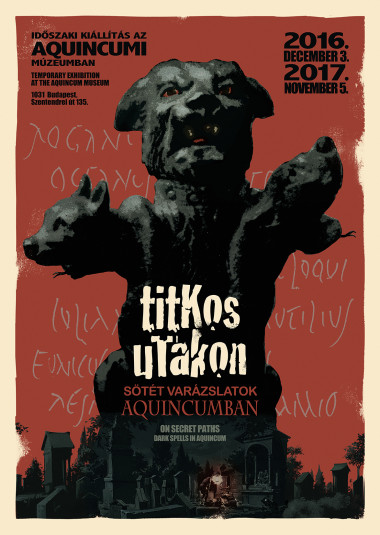 IDŐSZAKI KIÁLLÍTÁS AZ
AQUINCUMI
MÚZEUMBAN
TEMPORARY EXHIBITION
AT THE AQUINCUM MUSEUM
1031 Budapest,
Szentendrei út 135.
2016.
DECEMBER 3.
2017.
NOVEMBER 5.
titKos
uTakon
SÖTÉT VARÁZSLATOK
AQUINCUMBAN
ON SECRET PATHS
DARK SPELLS IN AQUINCUM